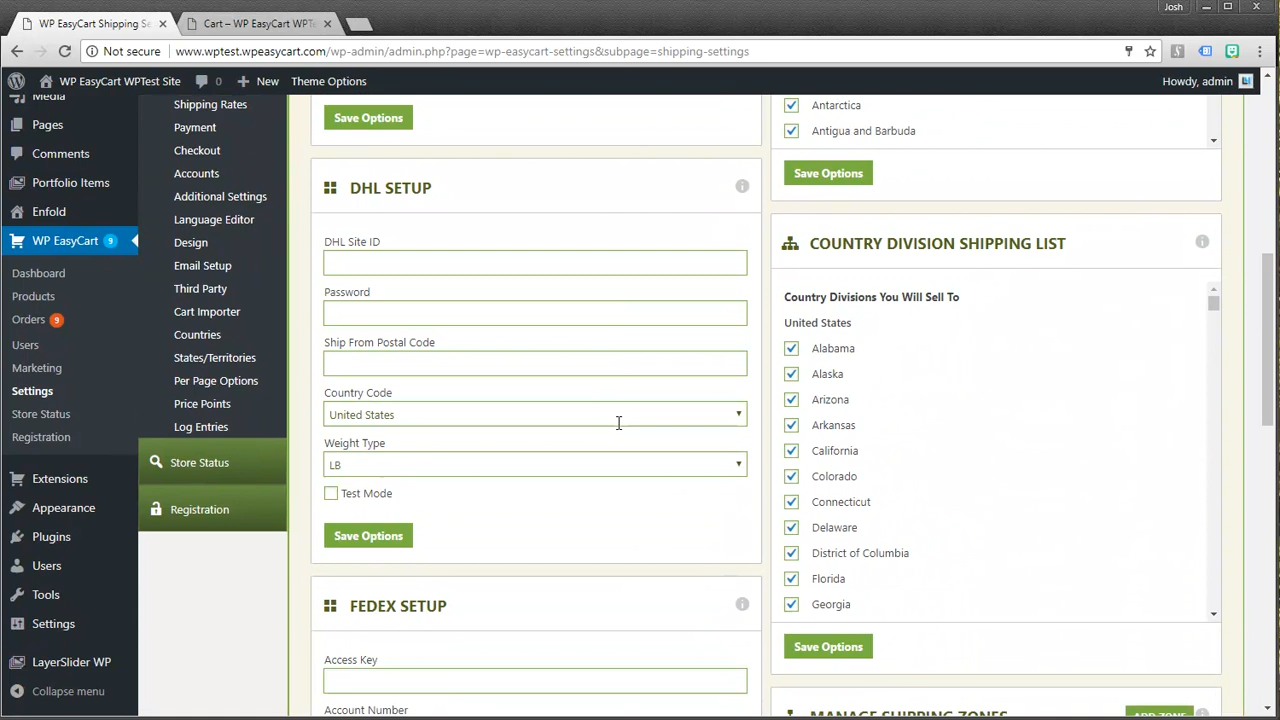 Josh
WP EasyCart Shipping Se
Cart – WP EasyCart WPTe
Not secure
www.wptest.wpeasycart.com/wp-admin/admin.php?page=wp-easycart-settings&subpage=shipping-settings
WP EasyCart WPTest Site
0
New
Theme Options
Howdy, admin
Media
Pages
Comments
Portfolio Items
Enfold
WP EasyCart 9
Dashboard
Products
Orders 9
Users
Marketing
Settings
Store Status
Registration
Extensions
Appearance
Plugins
Users
Tools
Settings
LayerSlider WP
Collapse menu
Shipping Rates
Payment
Checkout
Accounts
Additional Settings
Language Editor
Design
Email Setup
Third Party
Cart Importer
Countries
States/Territories
Per Page Options
Price Points
Log Entries
Store Status
Registration
Save Options
DHL SETUP
DHL Site ID
Password
Ship From Postal Code
Country Code
United States
Weight Type
LB
Test Mode
Save Options
FEDEX SETUP
Access Key
Account Number
Antarctica
Antigua and Barbuda
Save Options
COUNTRY DIVISION SHIPPING LIST
Country Divisions You Will Sell To
United States
Alabama
Alaska
Arizona
Arkansas
California
Colorado
Connecticut
Delaware
District of Columbia
Florida
Georgia
Save Options
MANAGE SHIPPING ZONES
ADD ZONE